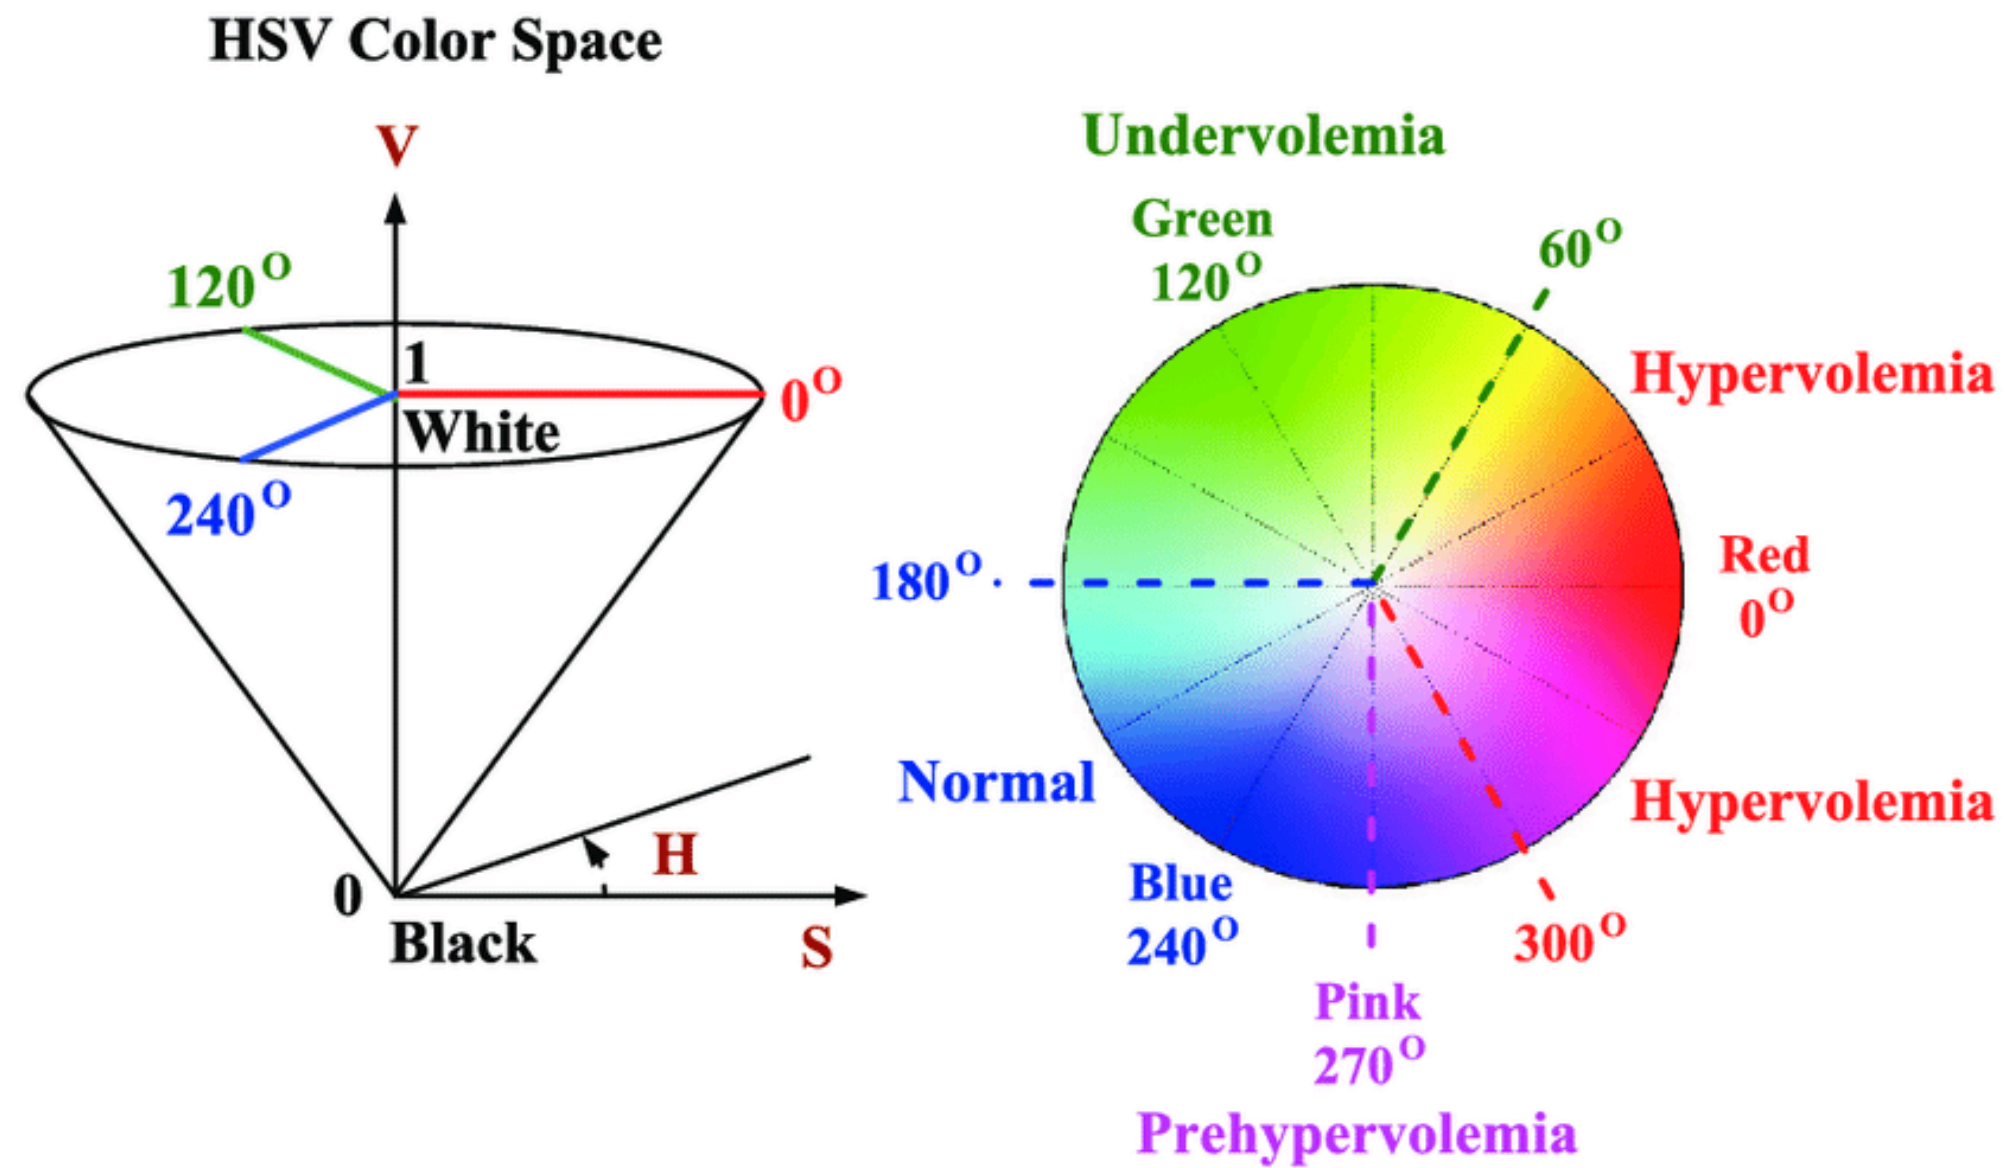 HSV Color Space
V
120°
1
White
0°
240°
0
H
Black
S
Undervolemia
Green
120°
60°
Hypervolemia
180°
Red
0°
Normal
Hypervolemia
Blue
240°
300°
Pink
270°
Prehypervolemia